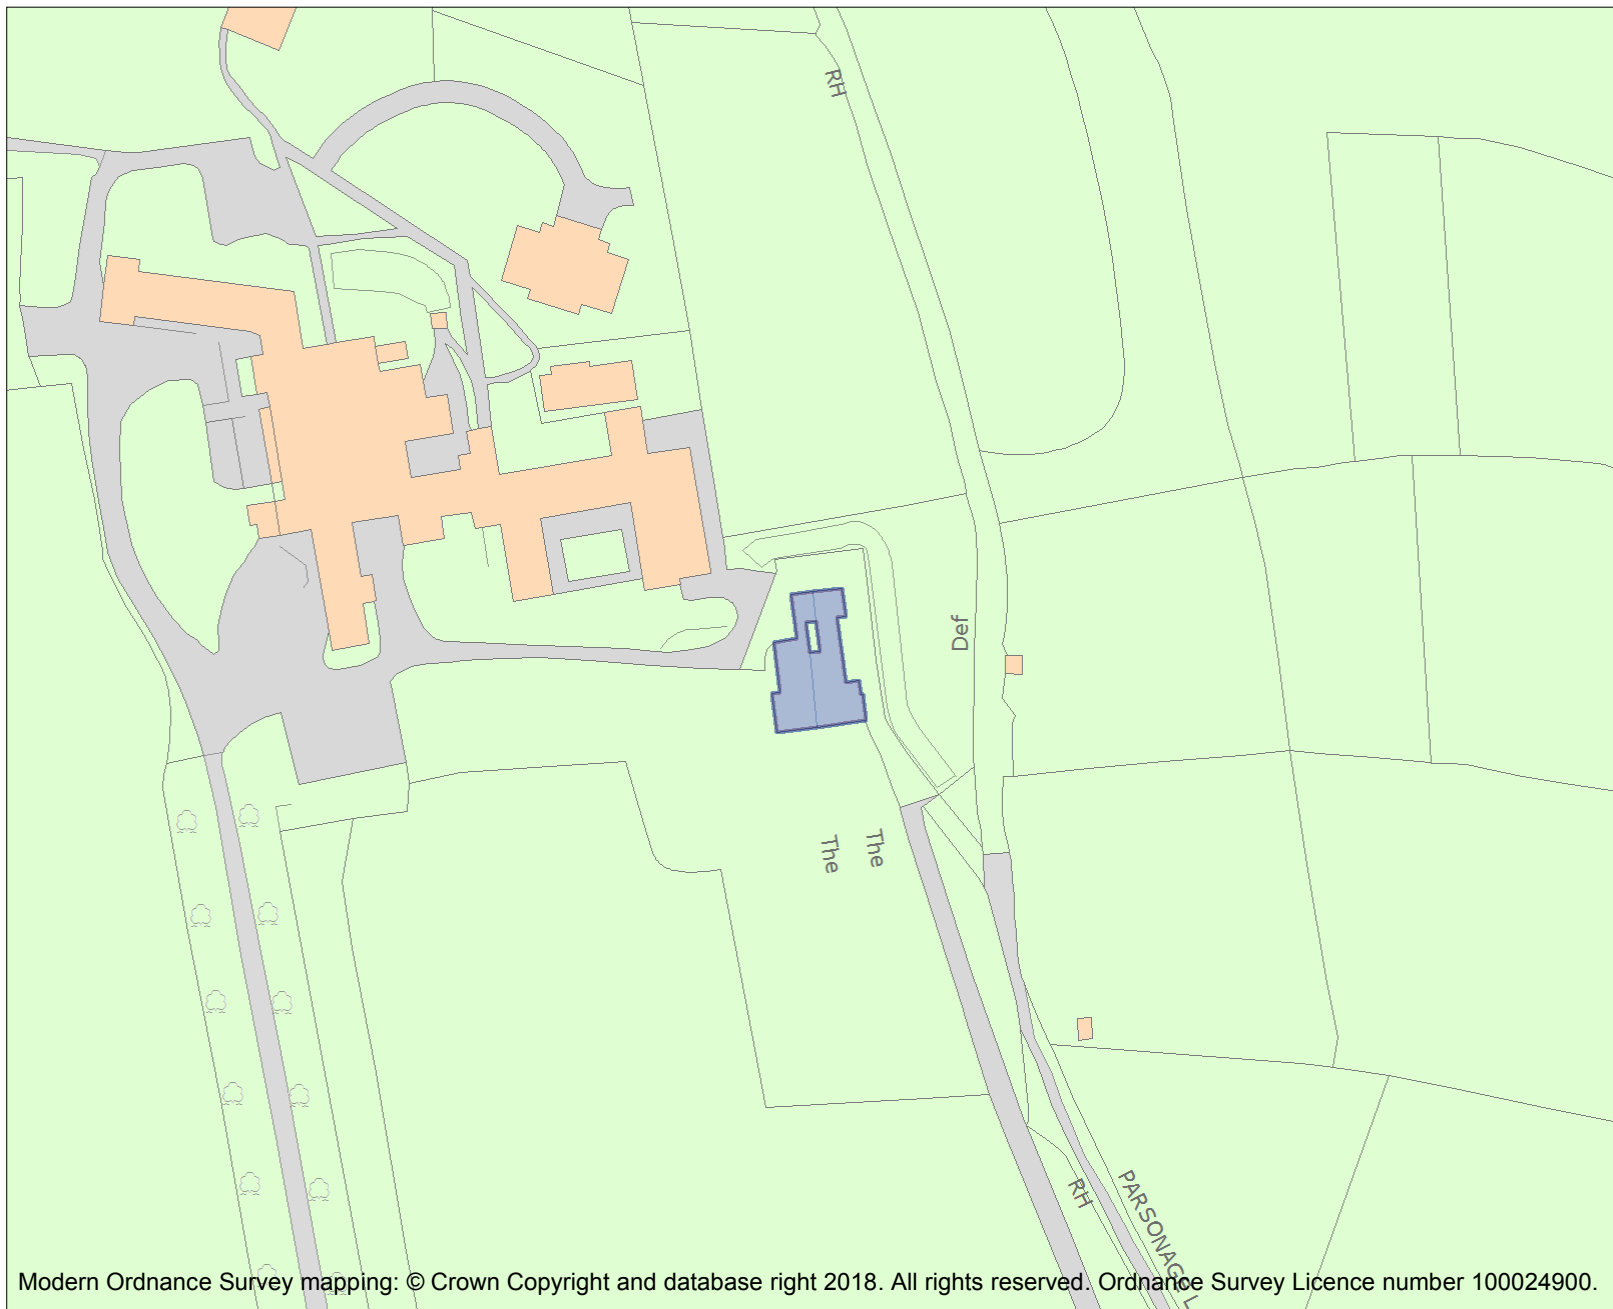 RH
Def
The
The
RH
PARSONAGE L
Modern Ordnance Survey mapping: © Crown Copyright and database right 2018. All rights reserved. Ordnance Survey Licence number 100024900.